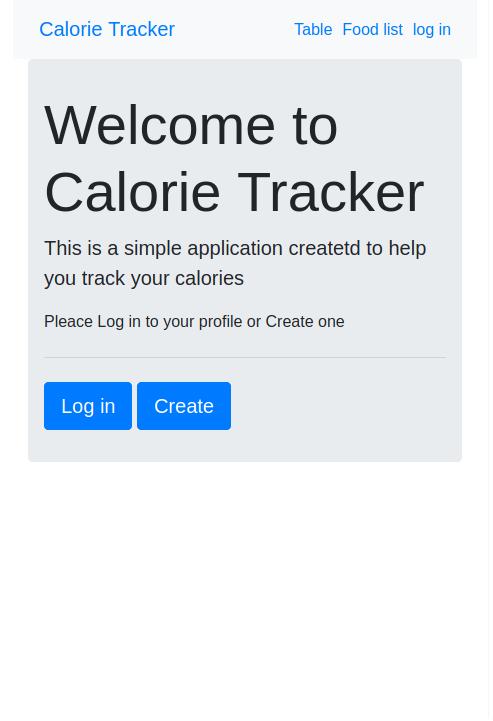 Calorie Tracker Table Food list log in
Welcome to
Calorie Tracker
This is a simple application createtd to help
you track your calories
Pleace Log in to your profile or Create one
Log in Create